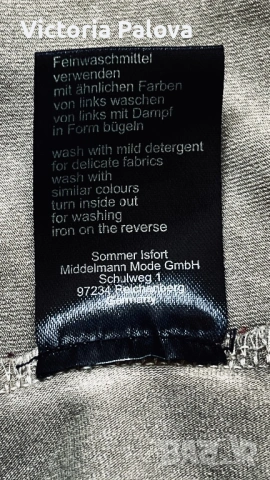 Victoria Palova
Feinwaschmittel
verwenden
mit ähnlichen Farben
von links waschen
von links mit Dampf
in Form bügeln
wash with mild detergent
for delicate fabrics
wash with
similar colours
turn inside out
for washing
iron on the reverse
Sommer Isfort
Middelmann Mode GmbH
Schulweg 1
97234 Reichenberg
Germany